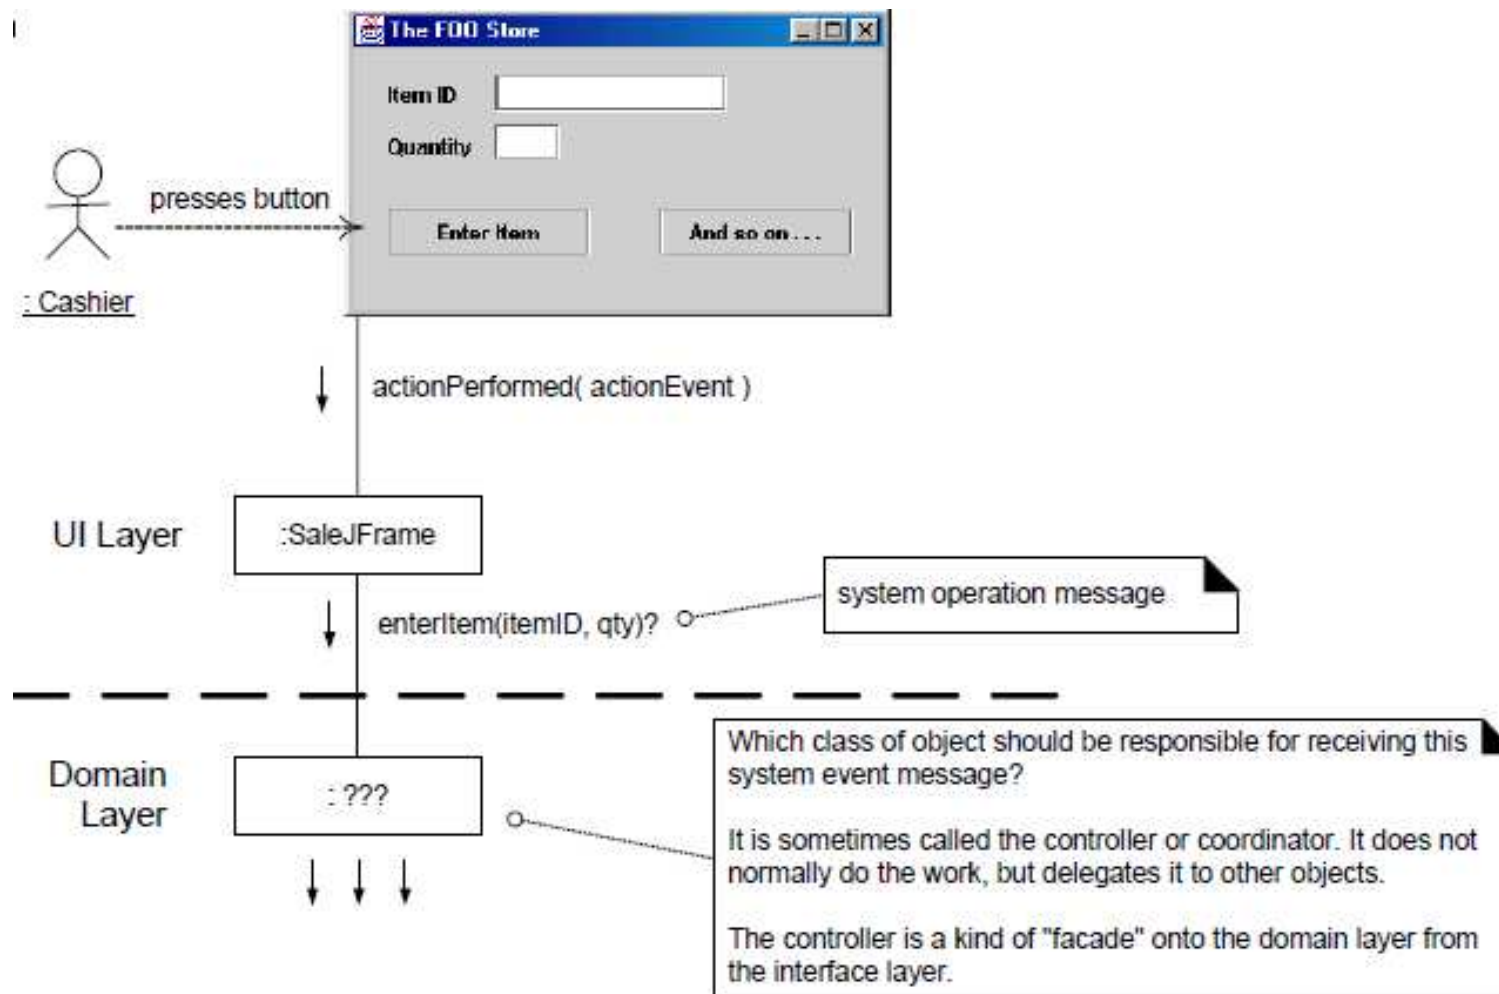 The FOO Store
Item ID
Quantity
presses button
Enter Item
And so on . . .
: Cashier
actionPerformed( actionEvent )
UI Layer
:SaleJFrame
system operation message
enterItem(itemID, qty)?
Which class of object should be responsible for receiving this
system event message?
It is sometimes called the controller or coordinator. It does not
normally do the work, but delegates it to other objects.
The controller is a kind of "facade" onto the domain layer from
the interface layer.
Domain
Layer
: ???